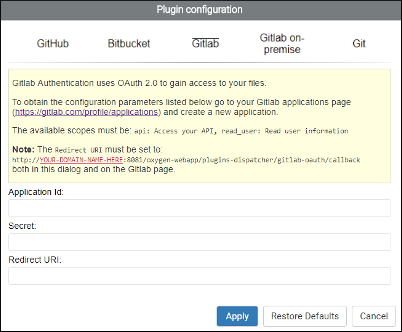 Plugin configuration
GitHub
Bitbucket
Gitlab
Gitlab on-
premise
Git
Gitlab Authentication uses OAuth 2.0 to gain access to your files.
To obtain the configuration parameters listed below go to your Gitlab applications page
(https://gitlab.com/profile/applications) and create a new application.
The available scopes must be: api: Access your API, read_user: Read user information
Note: The Redirect URI must be set to:
http://YOUR-DOMAIN-NAME-HERE:8081/oxygen-webapp/plugins-dispatcher/gitlab-oauth/callback
both in this dialog and on the Gitlab page.
Application Id:
Secret:
Redirect URI:
Apply
Restore Defaults
Cancel